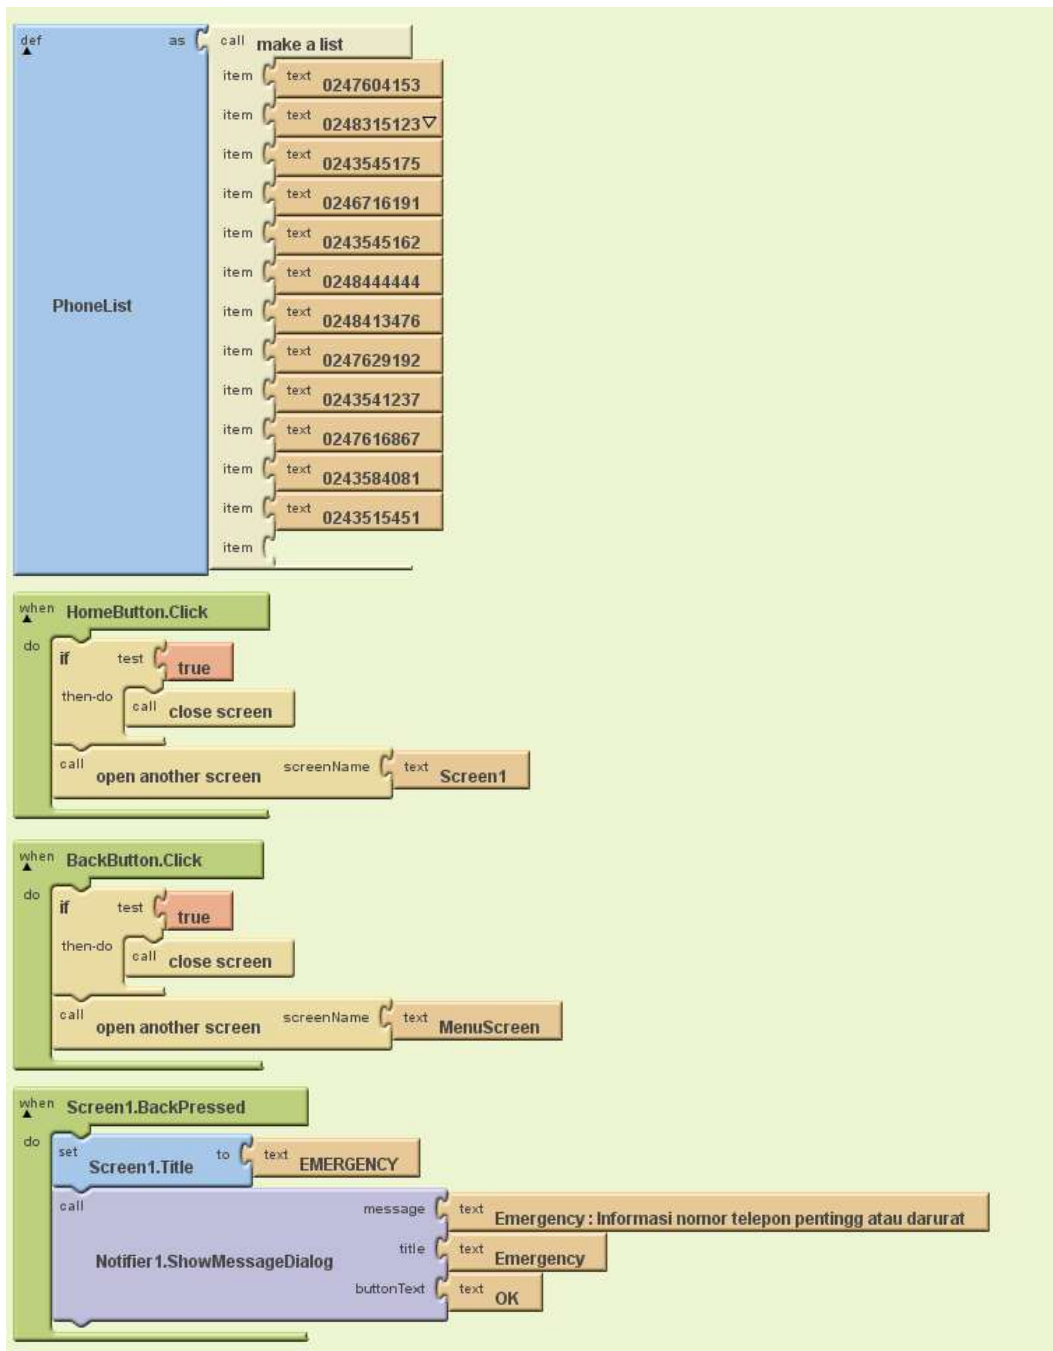 def as call make a list
item text 0247604153
item text 0248315123
item text 0243545175
item text 0246716191
item text 0243545162
item text 0248444444
PhoneList
item text 0248413476
item text 0247629192
item text 0243541237
item text 0247616867
item text 0243584081
item text 0243515451
item
when HomeButton.Click
do if test true
then-do call close screen
call open another screen screenName text Screen1
when BackButton.Click
do if test true
then-do call close screen
call open another screen screenName text MenuScreen
when Screen1.BackPressed
do set Screen1.Title to text EMERGENCY
call message text Emergency : Informasi nomor telepon pentingg atau darurat
Notifier1.ShowMessageDialog title text Emergency
buttonText text OK